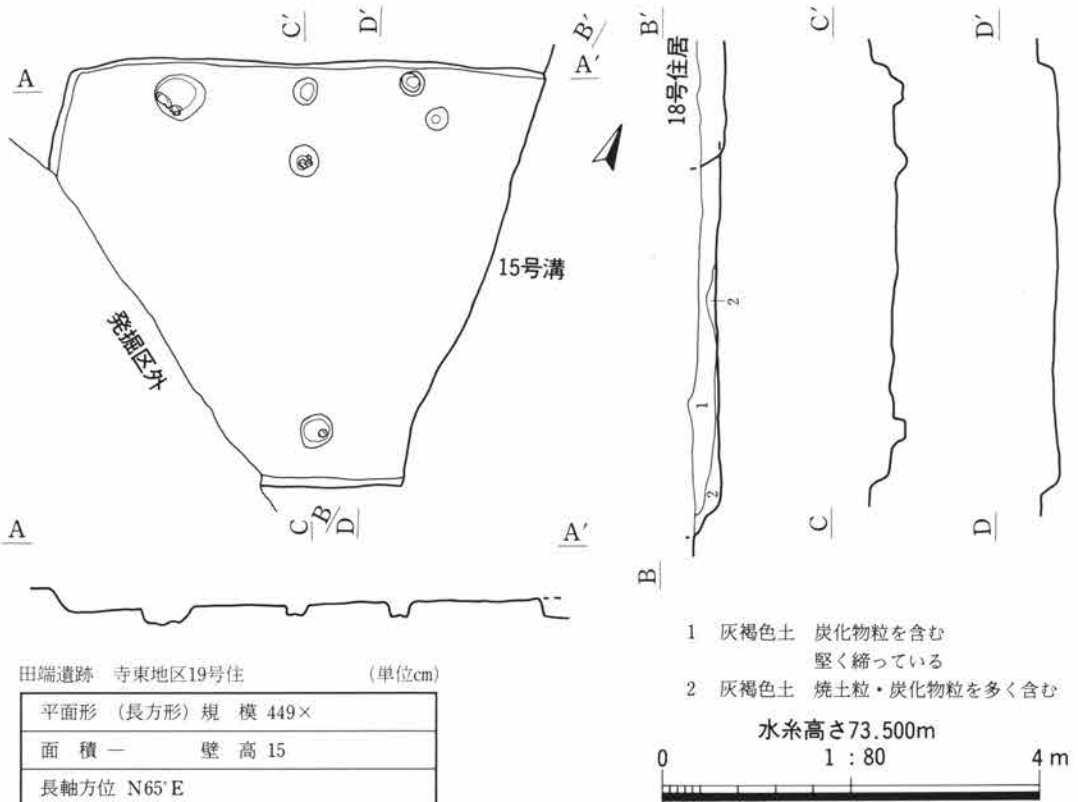 C′ D′ B′
A A′
15号溝
発掘区外
C B D
A A′
B′ C′ D′
18号住居
2
1
2
B C D
1 灰褐色土 炭化物粒を含む
堅く締っている
2 灰褐色土 焼土粒・炭化物粒を多く含む
水糸高さ73.500m
0 1：80 4 m
田端遺跡 寺東地区19号住 (単位cm)
平面形 (長方形) 規 模 449×
面 積 ― 壁 高 15
長軸方位 N65°E